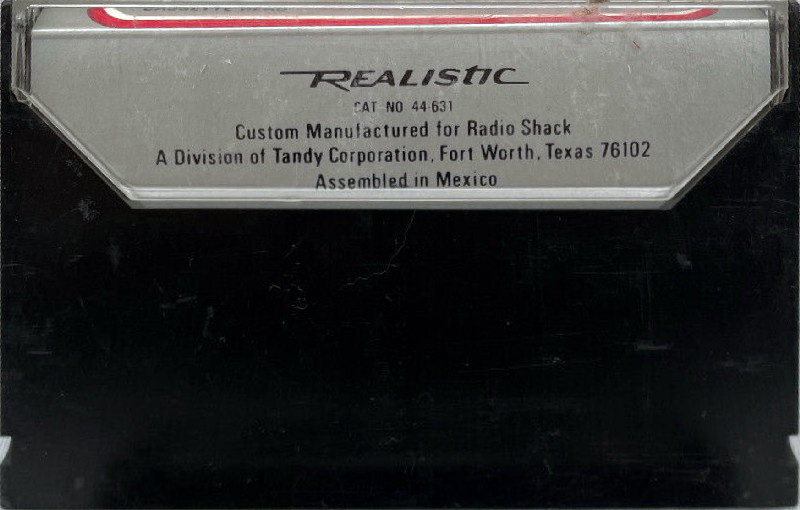 REALISTIC
CAT NO 44-631
Custom Manufactured for Radio Shack
A Division of Tandy Corporation, Fort Worth, Texas 76102
Assembled in Mexico